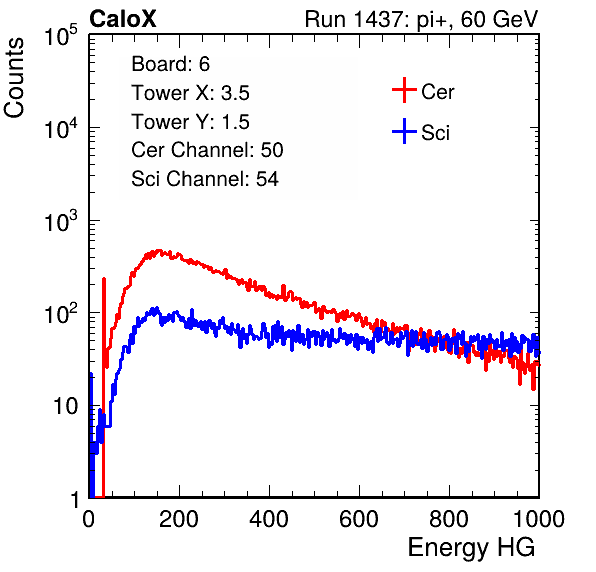 CaloX Run 1437: pi+, 60 GeV
Counts
Board: 6
Tower X: 3.5
Tower Y: 1.5
Cer Channel: 50
Sci Channel: 54
Cer
Sci
10^5
10^4
10^3
10^2
10
1
0 200 400 600 800 1000
Energy HG